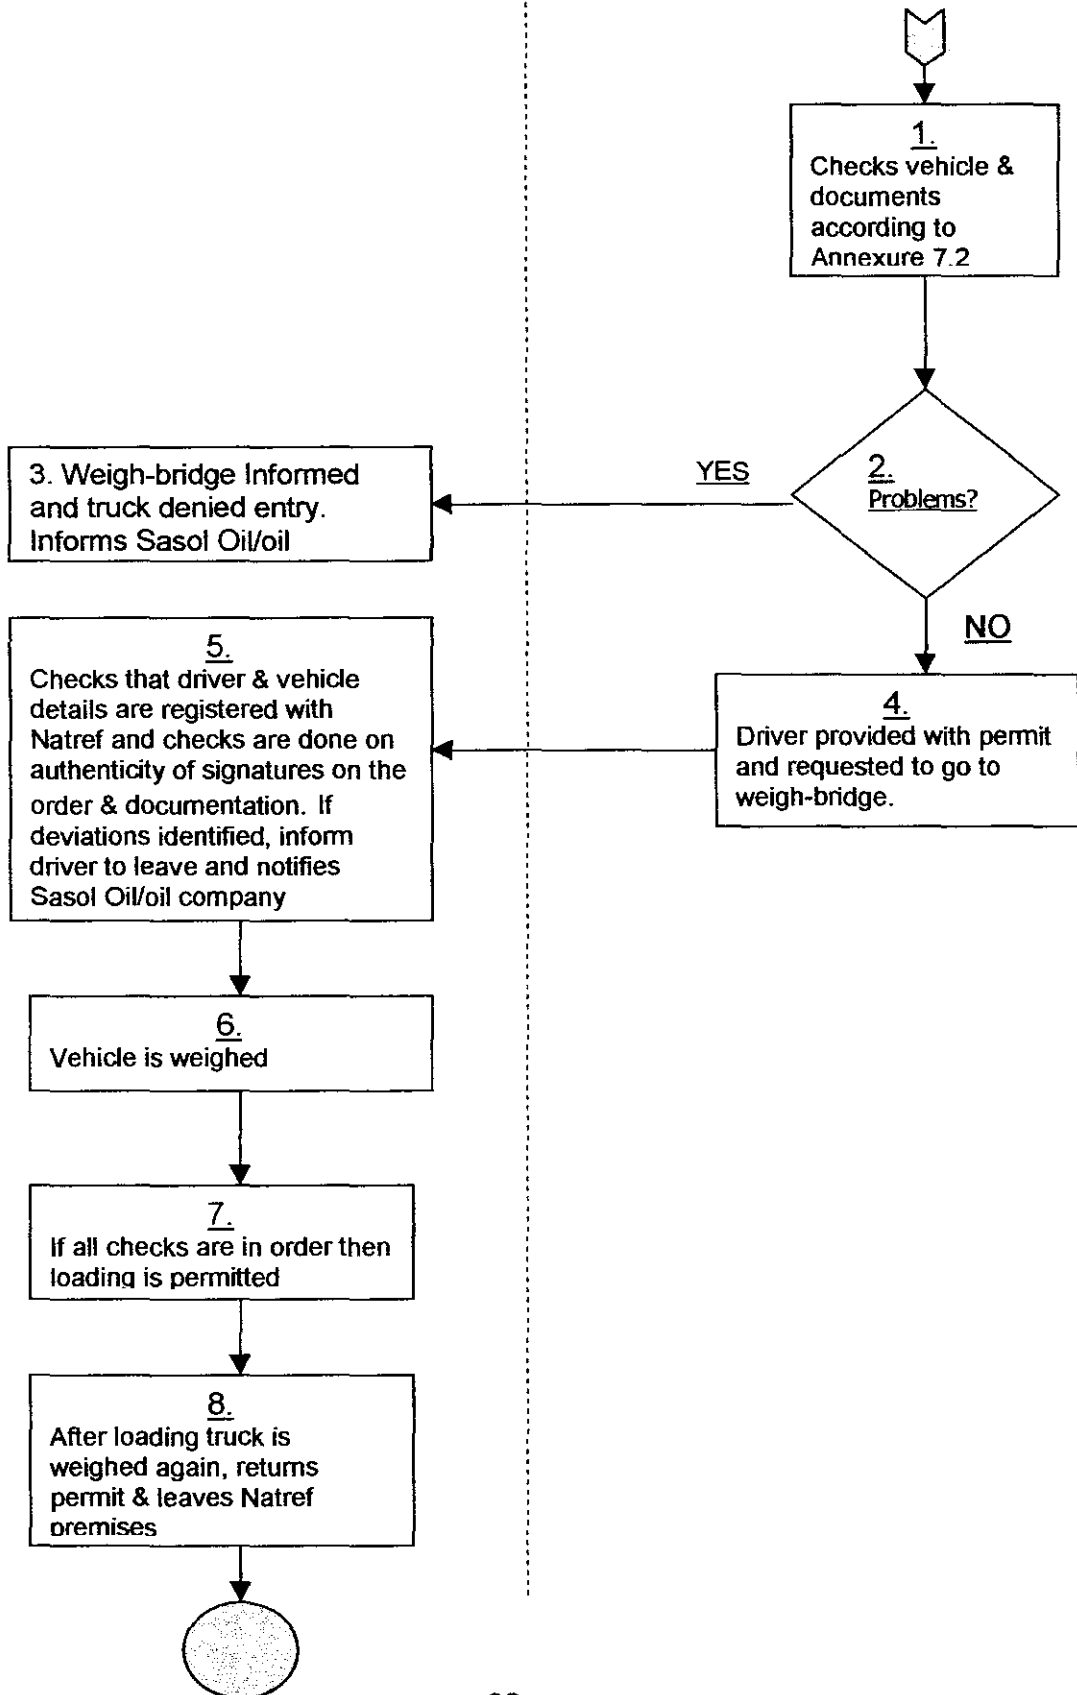 1.
Checks vehicle &
documents
according to
Annexure 7.2
2.
Problems?
YES
3. Weigh-bridge Informed
and truck denied entry.
Informs Sasol Oil/oil
NO
4.
Driver provided with permit
and requested to go to
weigh-bridge.
5.
Checks that driver & vehicle
details are registered with
Natref and checks are done on
authenticity of signatures on the
order & documentation. If
deviations identified, inform
driver to leave and notifies
Sasol Oil/oil company
6.
Vehicle is weighed
7.
If all checks are in order then
loading is permitted
8.
After loading truck is
weighed again, returns
permit & leaves Natref
premises